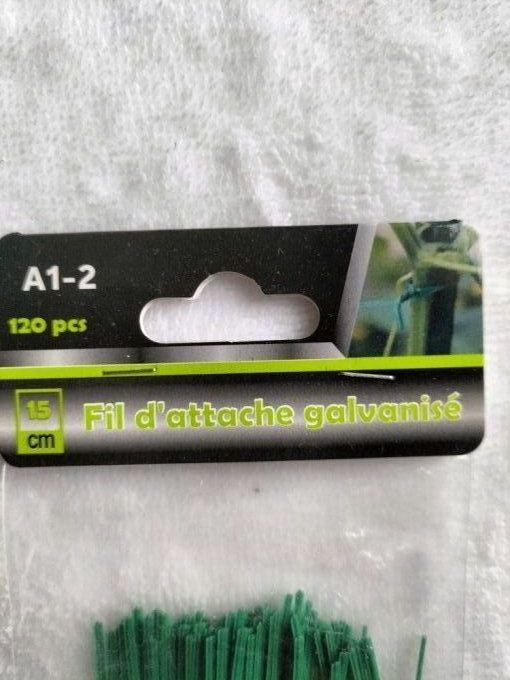 A1-2
120 pcs
15 Fil d'attache galvanisé
cm